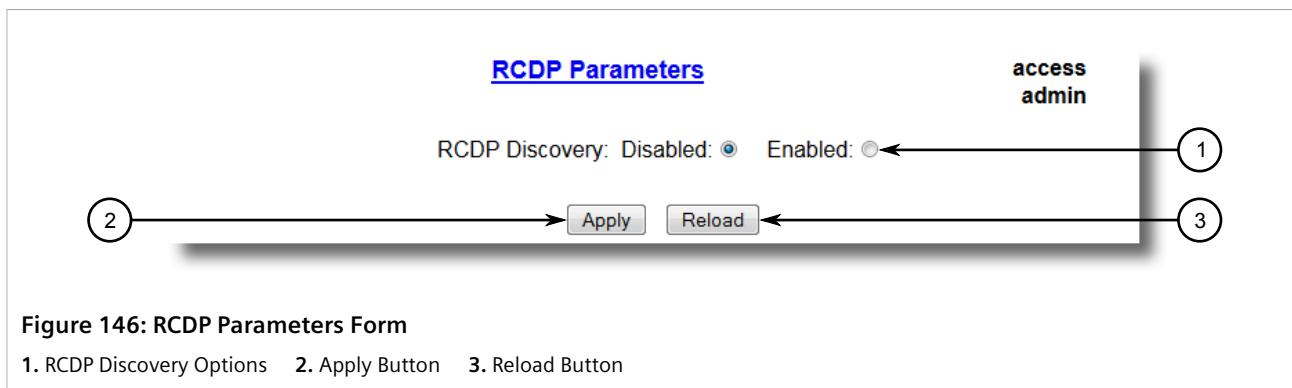 RCDP Parameters
access
admin
RCDP Discovery: Disabled: Enabled:
1
2
Apply Reload
3
Figure 146: RCDP Parameters Form
1. RCDP Discovery Options 2. Apply Button 3. Reload Button